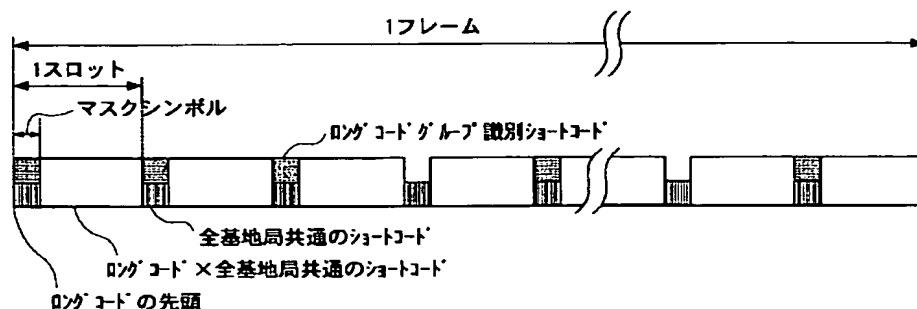 1フレーム
1スロット
マスクシンボル
ロングコードグループ識別ショートコード
全基地局共通のショートコード
ロングコード×全基地局共通のショートコード
ロングコードの先頭